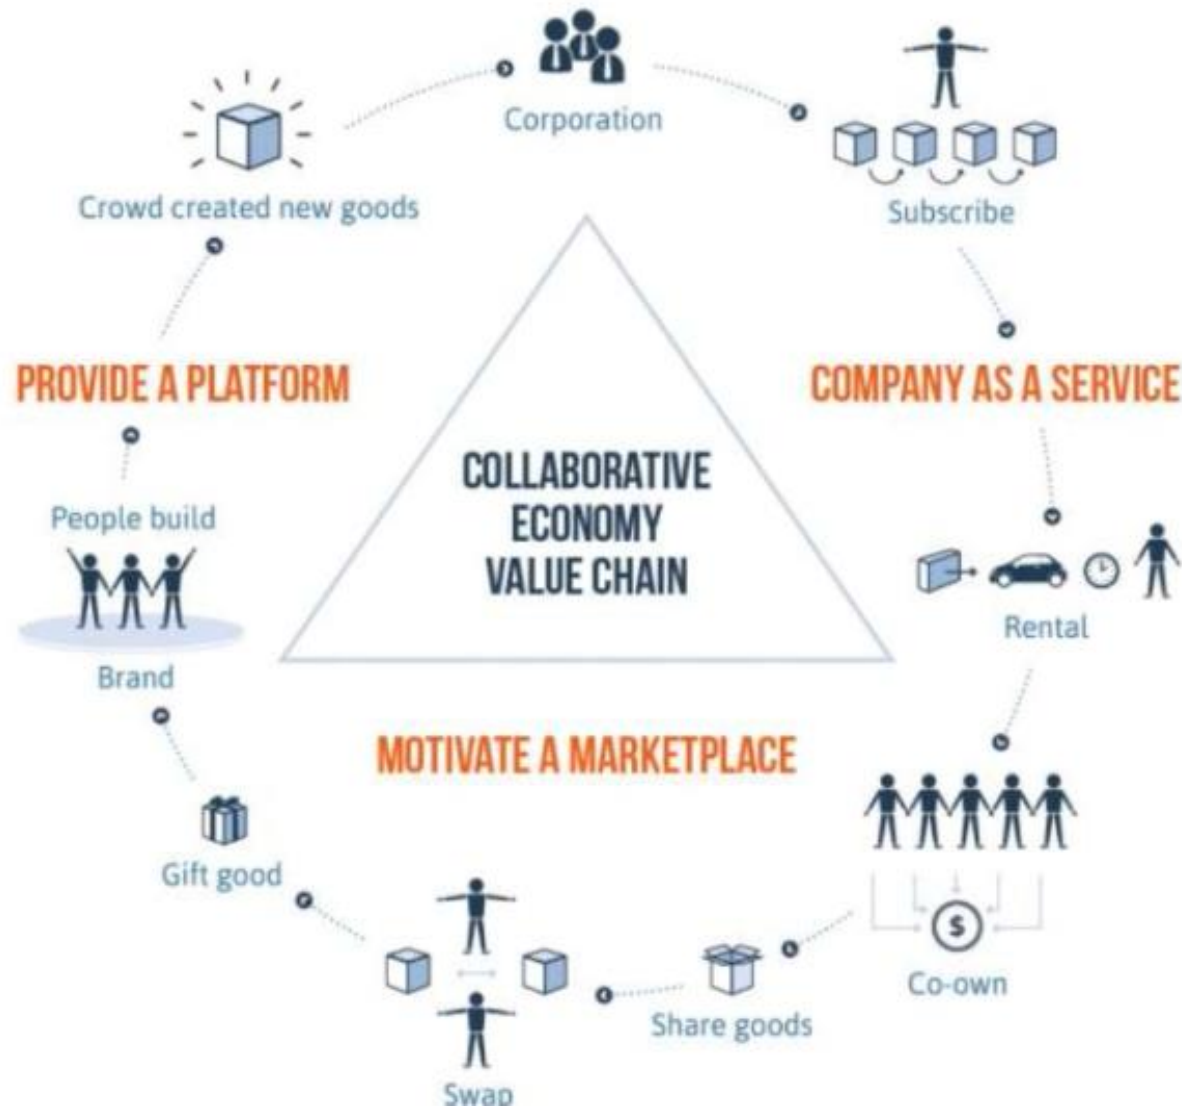 Corporation
Crowd created new goods
Subscribe
PROVIDE A PLATFORM
COMPANY AS A SERVICE
COLLABORATIVE
ECONOMY
VALUE CHAIN
People build
Brand
Rental
MOTIVATE A MARKETPLACE
Gift good
$
Co-own
Share goods
Swap